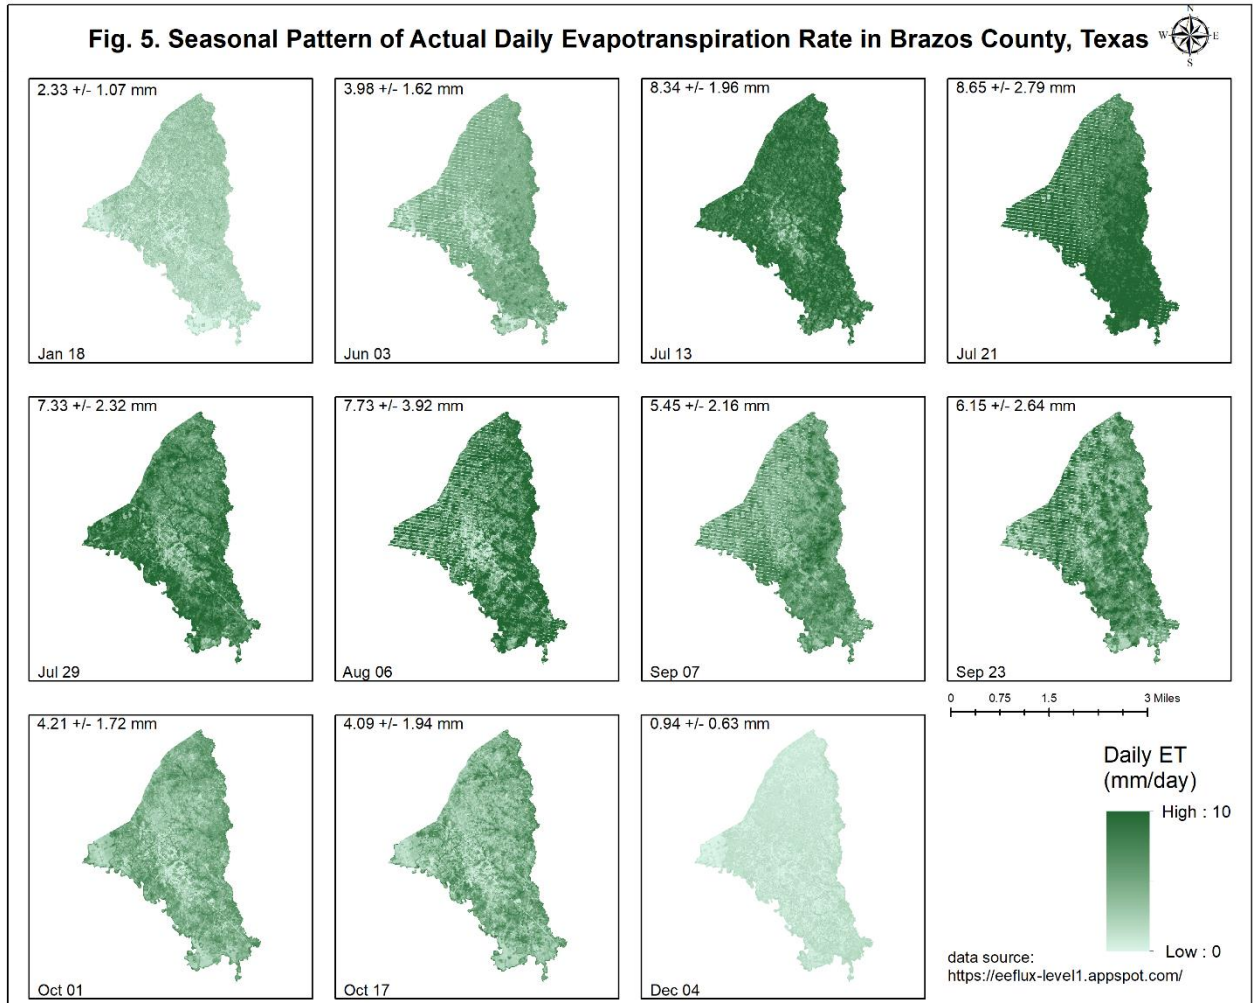 Fig. 5. Seasonal Pattern of Actual Daily Evapotranspiration Rate in Brazos County, Texas
N
W E
S
2.33 +/- 1.07 mm
Jan 18
3.98 +/- 1.62 mm
Jun 03
8.34 +/- 1.96 mm
Jul 13
8.65 +/- 2.79 mm
Jul 21
7.33 +/- 2.32 mm
Jul 29
7.73 +/- 3.92 mm
Aug 06
5.45 +/- 2.16 mm
Sep 07
6.15 +/- 2.64 mm
Sep 23
4.21 +/- 1.72 mm
Oct 01
4.09 +/- 1.94 mm
Oct 17
0.94 +/- 0.63 mm
Dec 04
0 0.75 1.5 3 Miles
Daily ET
(mm/day)
High : 10
Low : 0
data source:
https://eeflux-level1.appspot.com/